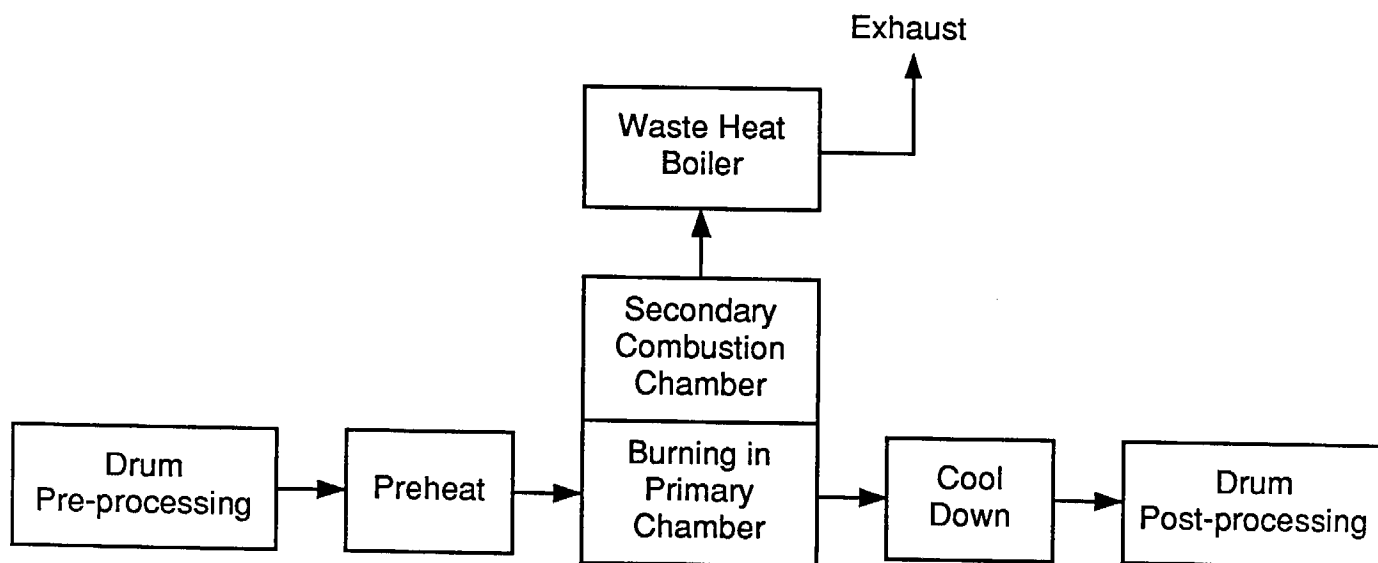 Exhaust
Waste Heat
Boiler
Secondary
Combustion
Chamber
Drum
Pre-processing
Preheat
Burning in
Primary
Chamber
Cool
Down
Drum
Post-processing